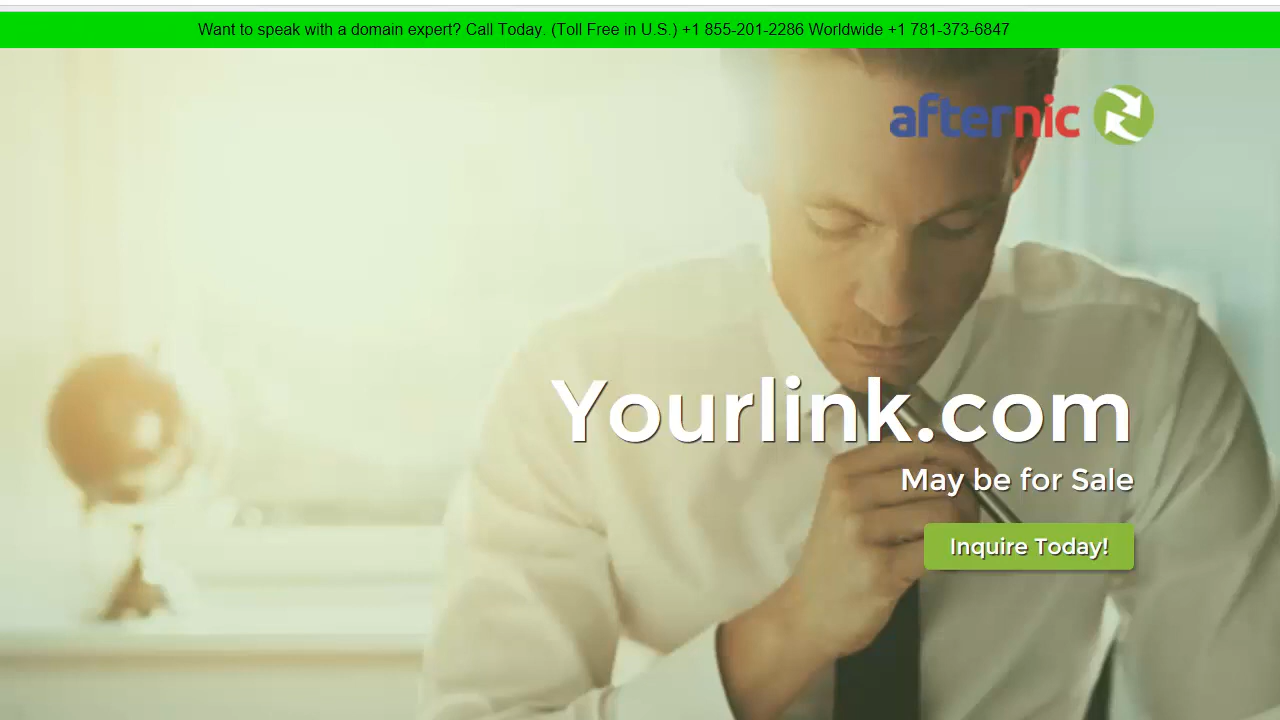 Want to speak with a domain expert? Call Today. (Toll Free in U.S.) +1 855-201-2286 Worldwide +1 781-373-6847
afternic
Yourlink.com
May be for Sale
Inquire Today!